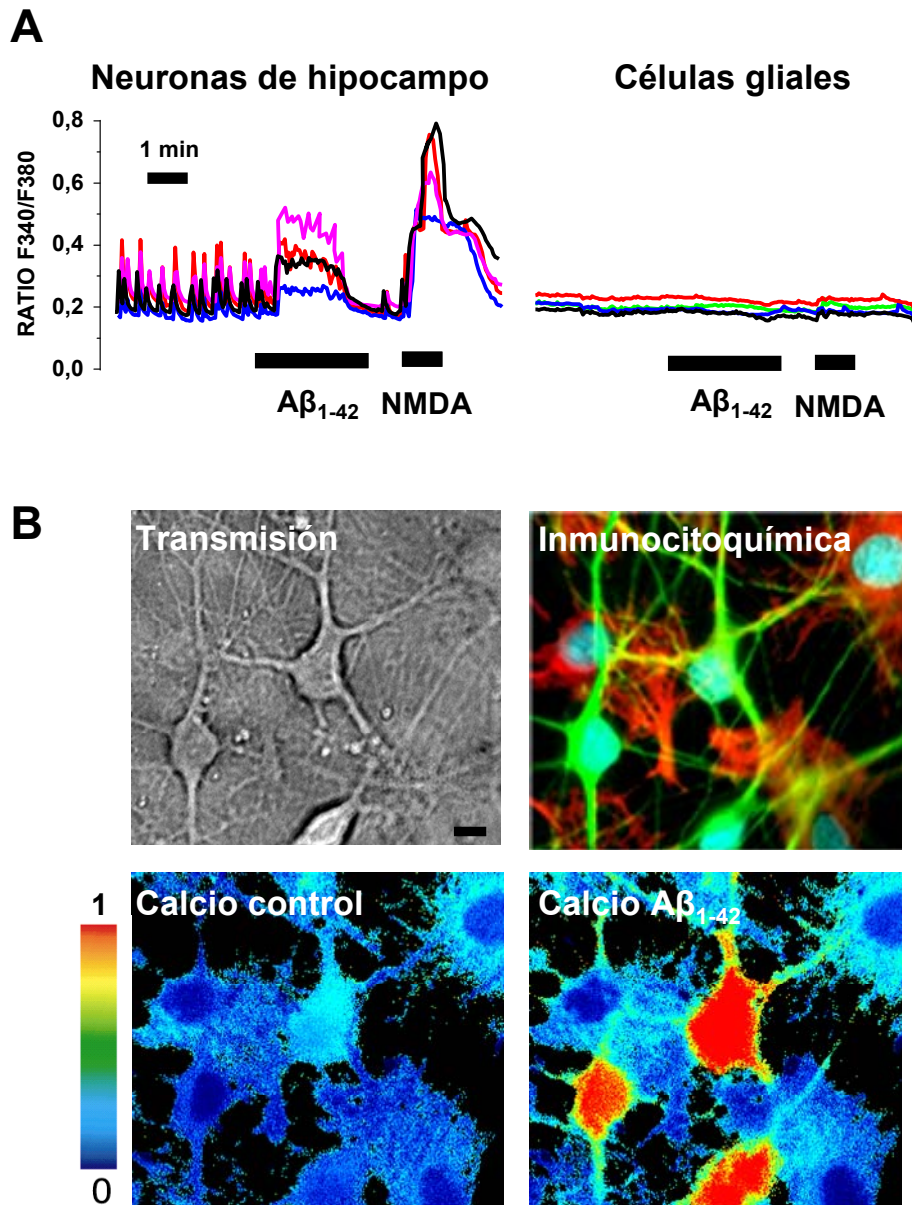 A
Neuronas de hipocampo
Células gliales
RATIO F340/F380
0,8
0,6
0,4
0,2
0,0
1 min
Aβ1-42
NMDA
Aβ1-42
NMDA
B
Transmisión
Inmunocitoquímica
1
0
Calcio control
Calcio Aβ1-42